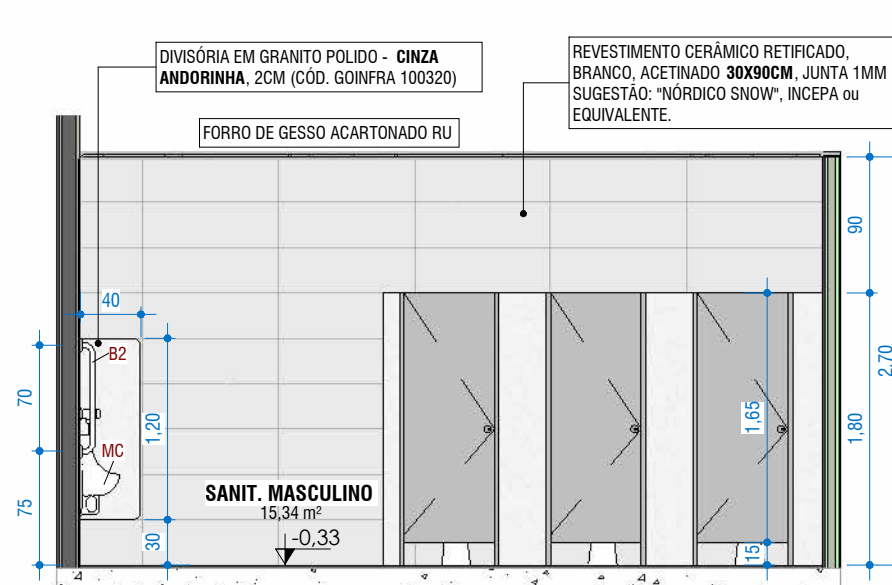 DIVISÓRIA EM GRANITO POLIDO - CINZA
ANDORINHA, 2CM (CÓD. GOINFRA 100320)
REVESTIMENTO CERÂMICO RETIFICADO,
BRANCO, ACETINADO 30X90CM, JUNTA 1MM
SUGESTÃO: "NÓRDICO SNOW", INCEPA ou
EQUIVALENTE.
FORRO DE GESSO ACARTONADO RU
90
40
B2
70
1,20
MC
75
30
2,70
1,80
1,65
15
SANIT. MASCULINO
15,34 m²
-0,33